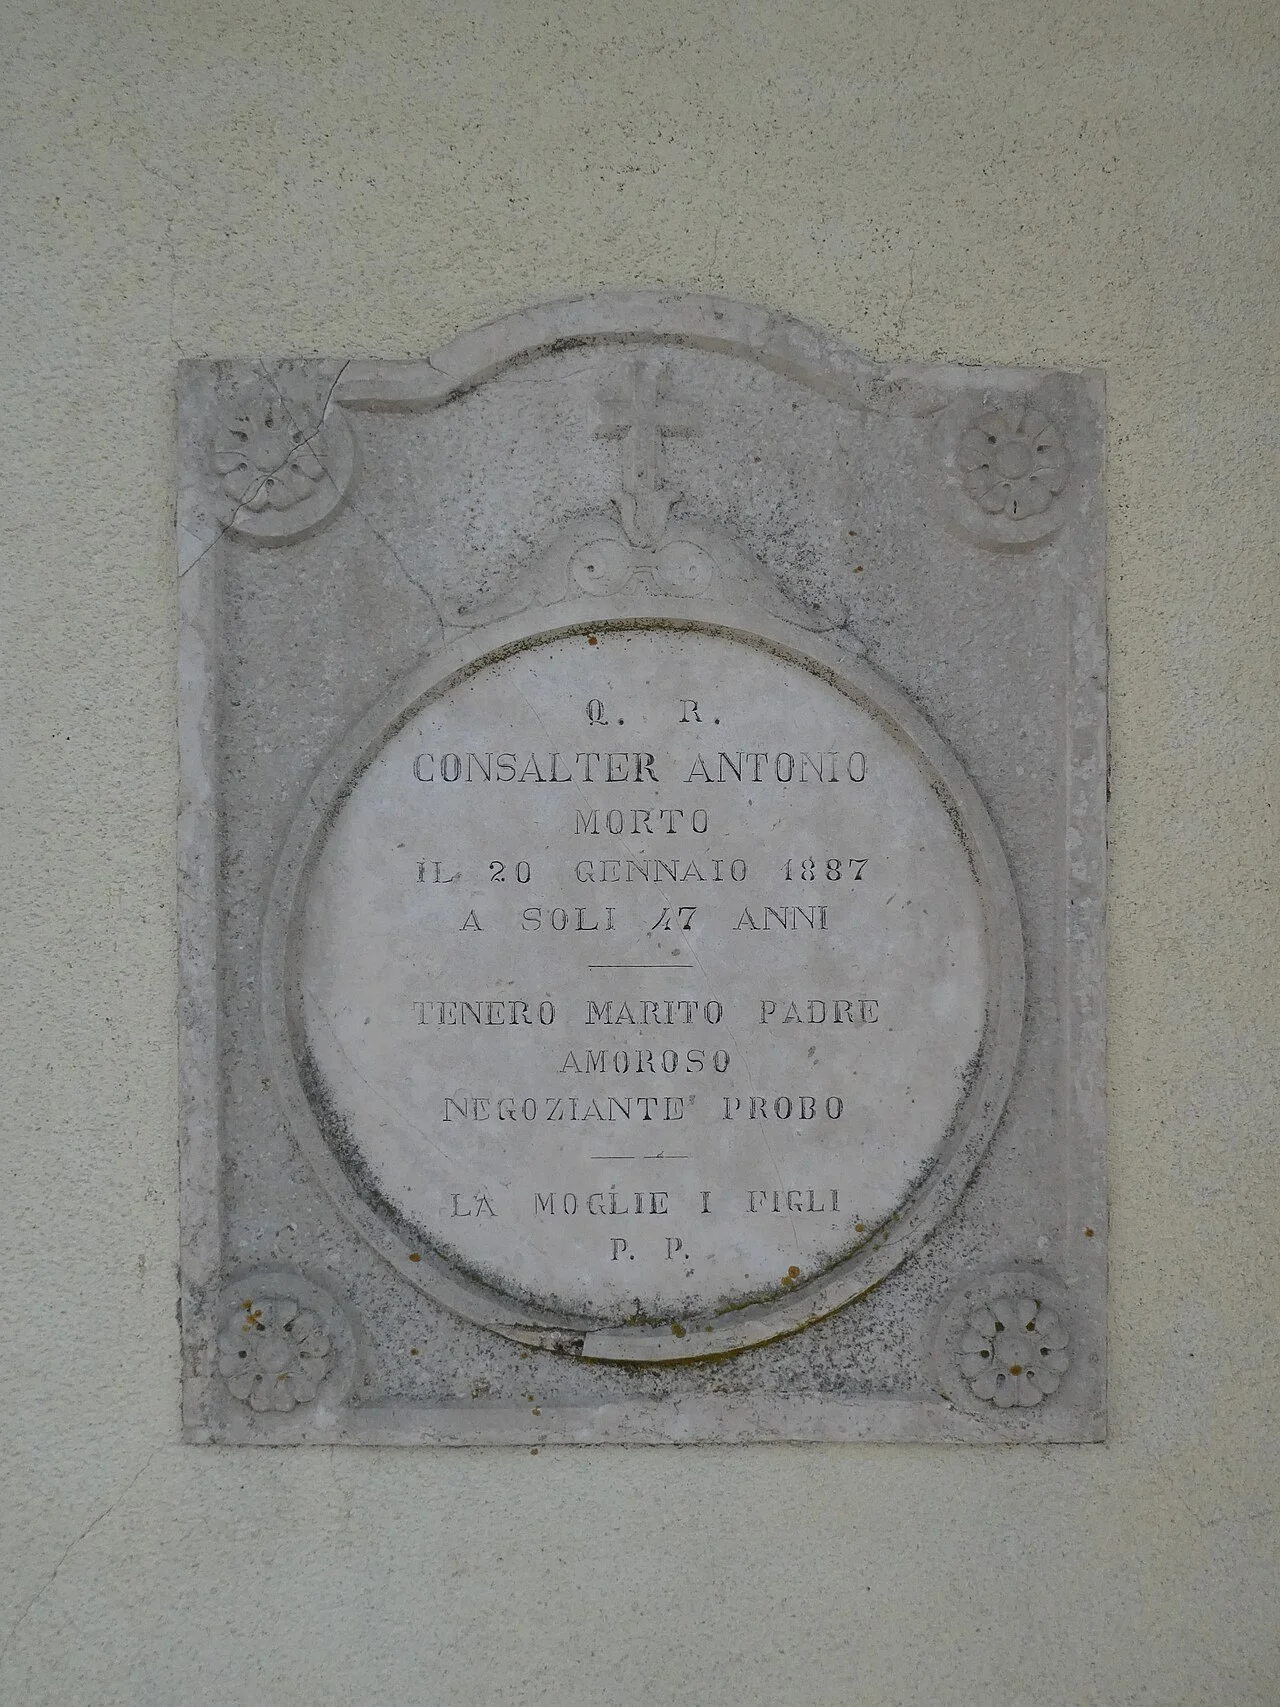 Q. R.
CONSALTER ANTONIO
MORTO
IL 20 GENNAIO 1887
A SOLI 47 ANNI
TENERO MARITO PADRE
AMOROSO
NEGOZIANTE PROBO
LA MOGLIE I FIGLI
P. P.